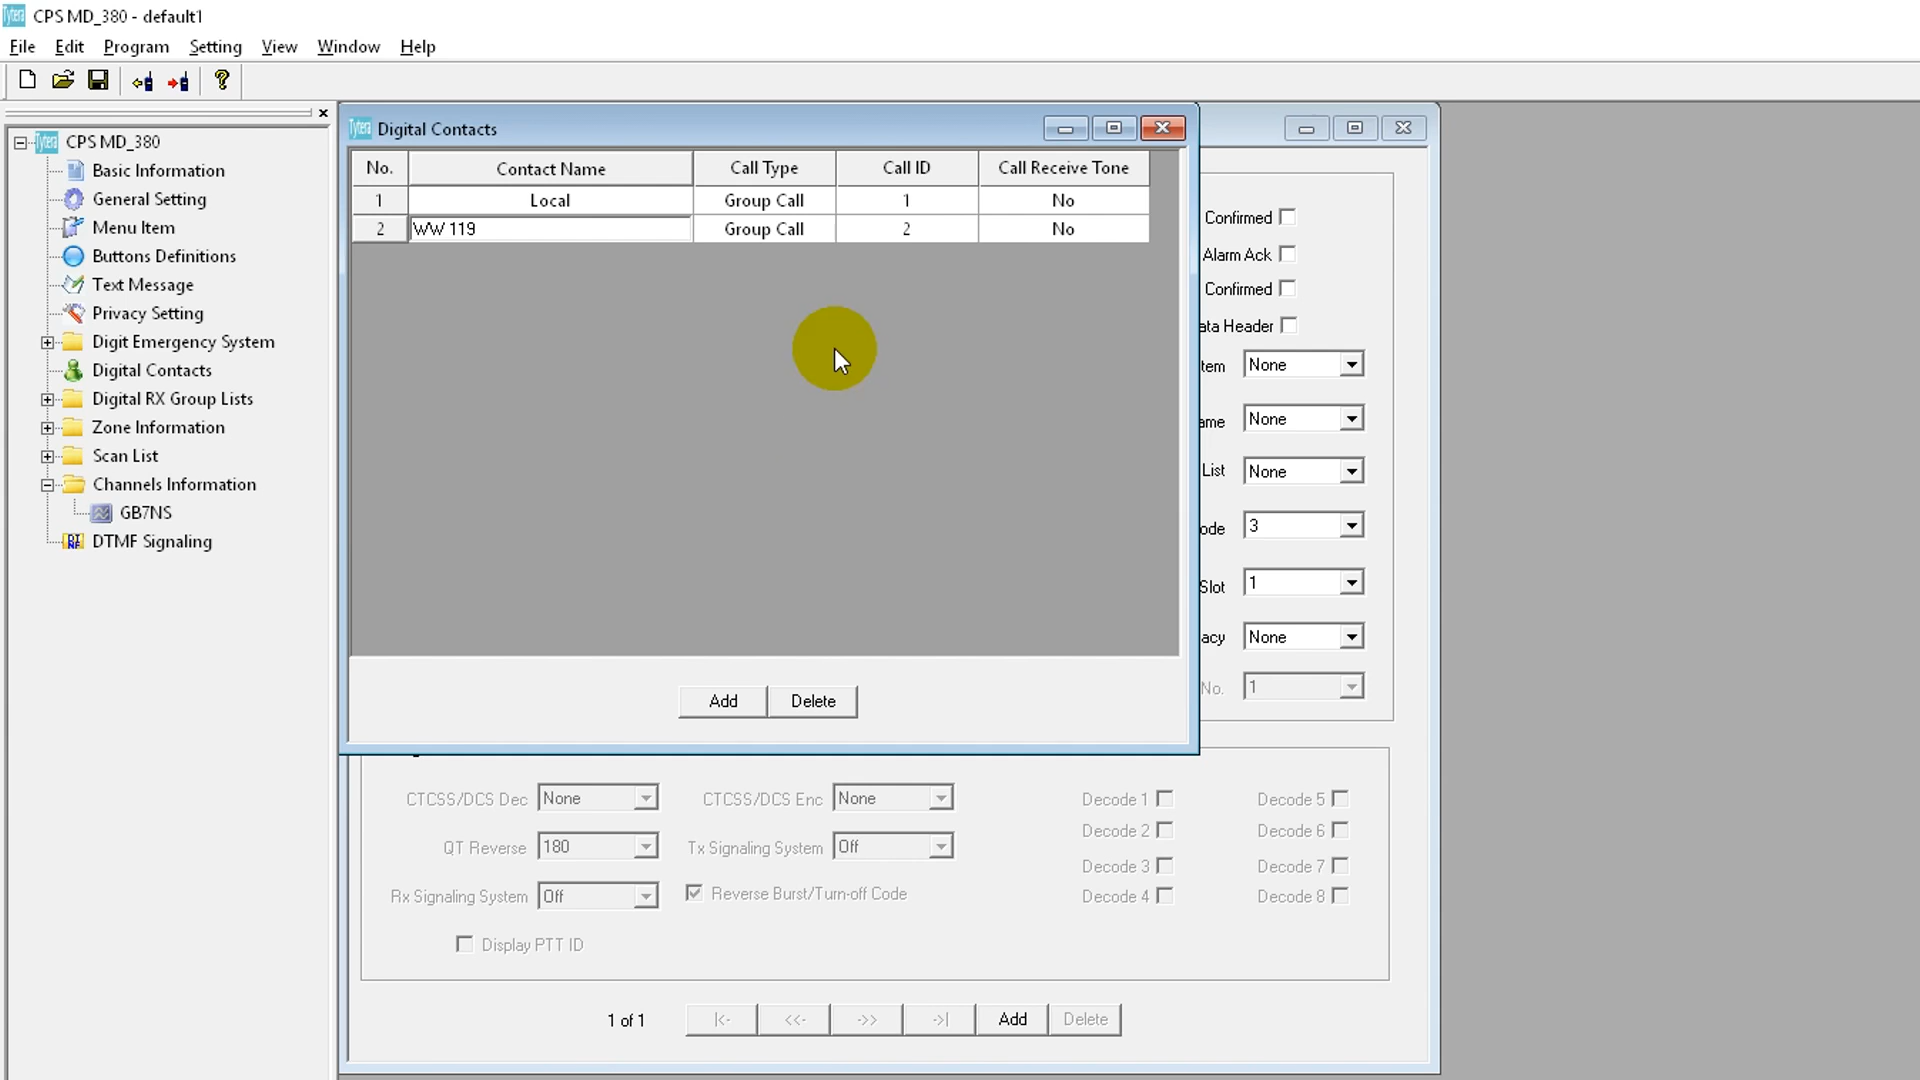 Tytera CPS MD_380 - default1
File Edit Program Setting View Window Help
CPS MD_380
Basic Information
General Setting
Menu Item
Buttons Definitions
Text Message
Privacy Setting
Digit Emergency System
Digital Contacts
Digital RX Group Lists
Zone Information
Scan List
Channels Information
GB7NS
DTMF Signaling
Digital Contacts
No. Contact Name Call Type Call ID Call Receive Tone
1 Local Group Call 1 No
2 WW 119 Group Call 2 No
Add Delete
Confirmed
Alarm Ack
Confirmed
ata Header
tem None
ame None
List None
ode 3
Slot 1
acy None
No. 1
CTCSS/DCS Dec None CTCSS/DCS Enc None Decode 1 Decode 5
Decode 2 Decode 6
QT Reverse 180 Tx Signaling System Off
Decode 3 Decode 7
Rx Signaling System Off Reverse Burst/Turn-off Code Decode 4 Decode 8
Display PTT ID
1 of 1 |<- <<- ->> ->| Add Delete